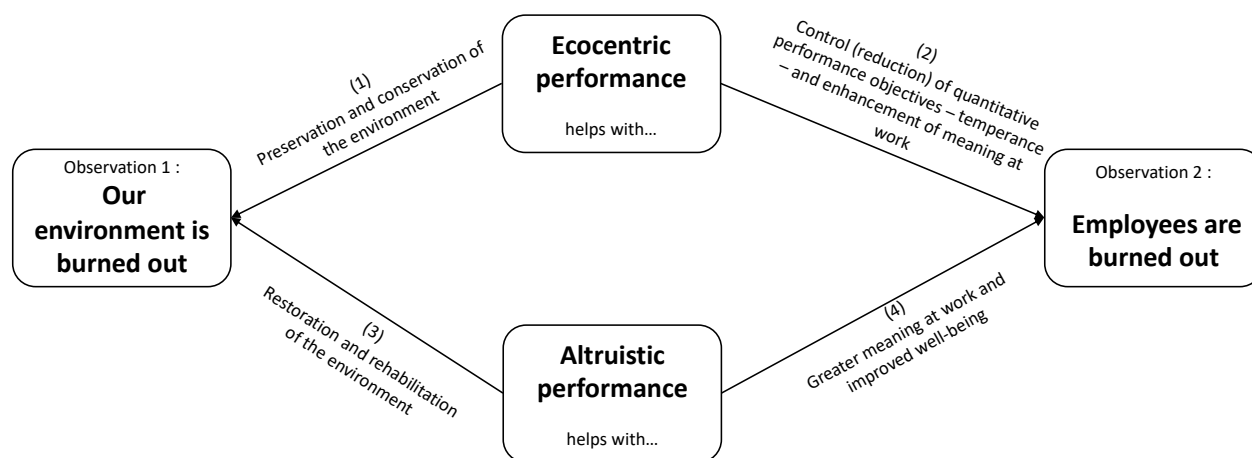 Ecocentric
performance
helps with...
(1)
Preservation and conservation of
the environment
(2)
Control (reduction) of quantitative
performance objectives – temperance
– and enhancement of meaning at
work
Observation 1 :
Our
environment is
burned out
Observation 2 :
Employees are
burned out
(3)
Restoration and rehabilitation
of the environment
(4)
Greater meaning at work and
improved well-being
Altruistic
performance
helps with...